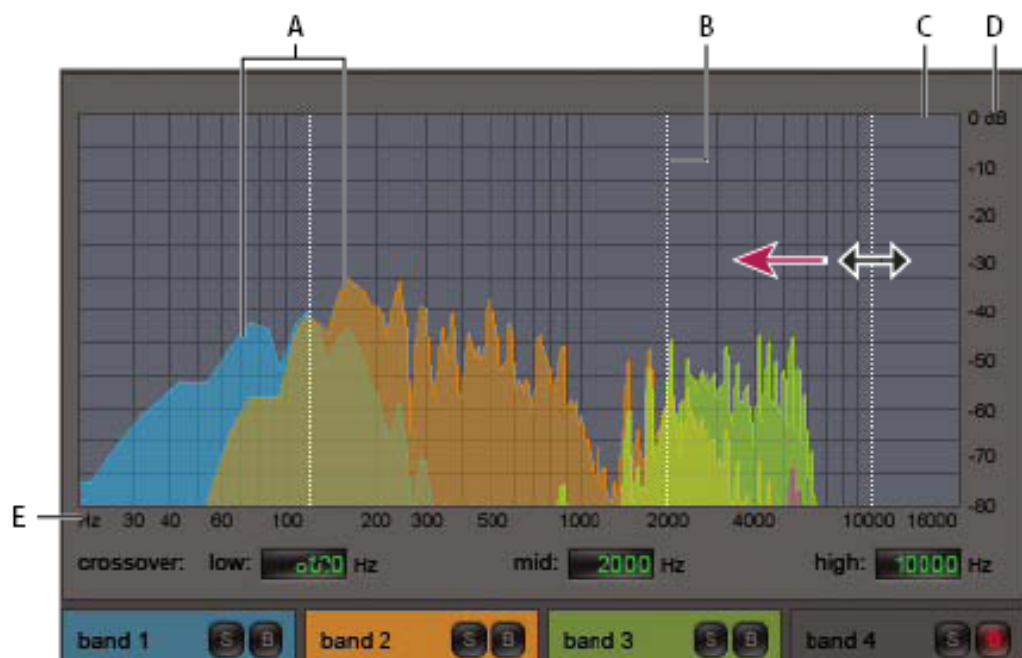 A B C D
0 dB
-10
-20
-30
-40
-50
-60
-70
-80
E Hz 30 40 60 100 200 300 500 1000 2000 4000 10000 16000
crossover: low: Hz mid: 2000 Hz high: 10000 Hz
band 1 S B band 2 S B band 3 S B band 4 S B